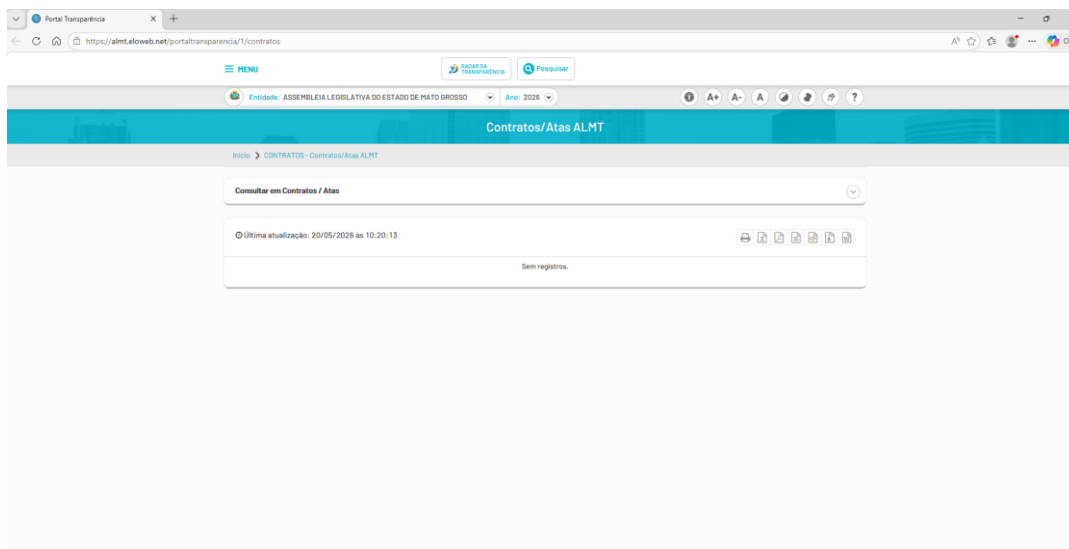 Portal Transparência
https://almt.eloweb.net/portaltransparencia/1/contratos
MENU
RADAR DA TRANSPARÊNCIA
Pesquisar
Entidade: ASSEMBLEIA LEGISLATIVA DO ESTADO DE MATO GROSSO
Ano: 2026
A+ A- A ?
Contratos/Atas ALMT
Início > CONTRATOS - Contratos/Atas ALMT
Consultar em Contratos / Atas
Última atualização: 20/05/2026 às 10:20:13
Sem registros.